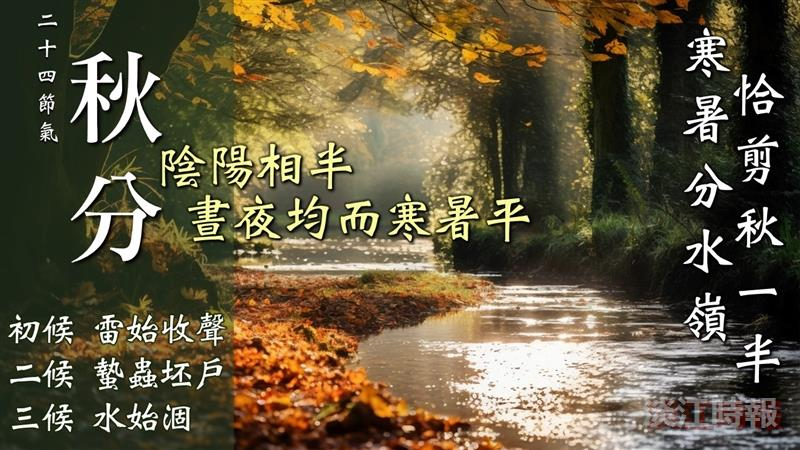 二十四節氣
秋分
陰陽相半
晝夜均而寒暑平
恰剪秋一半
寒暑分水嶺
初候 雷始收聲
二候 蟄蟲坯戶
三候 水始涸
淡江時報